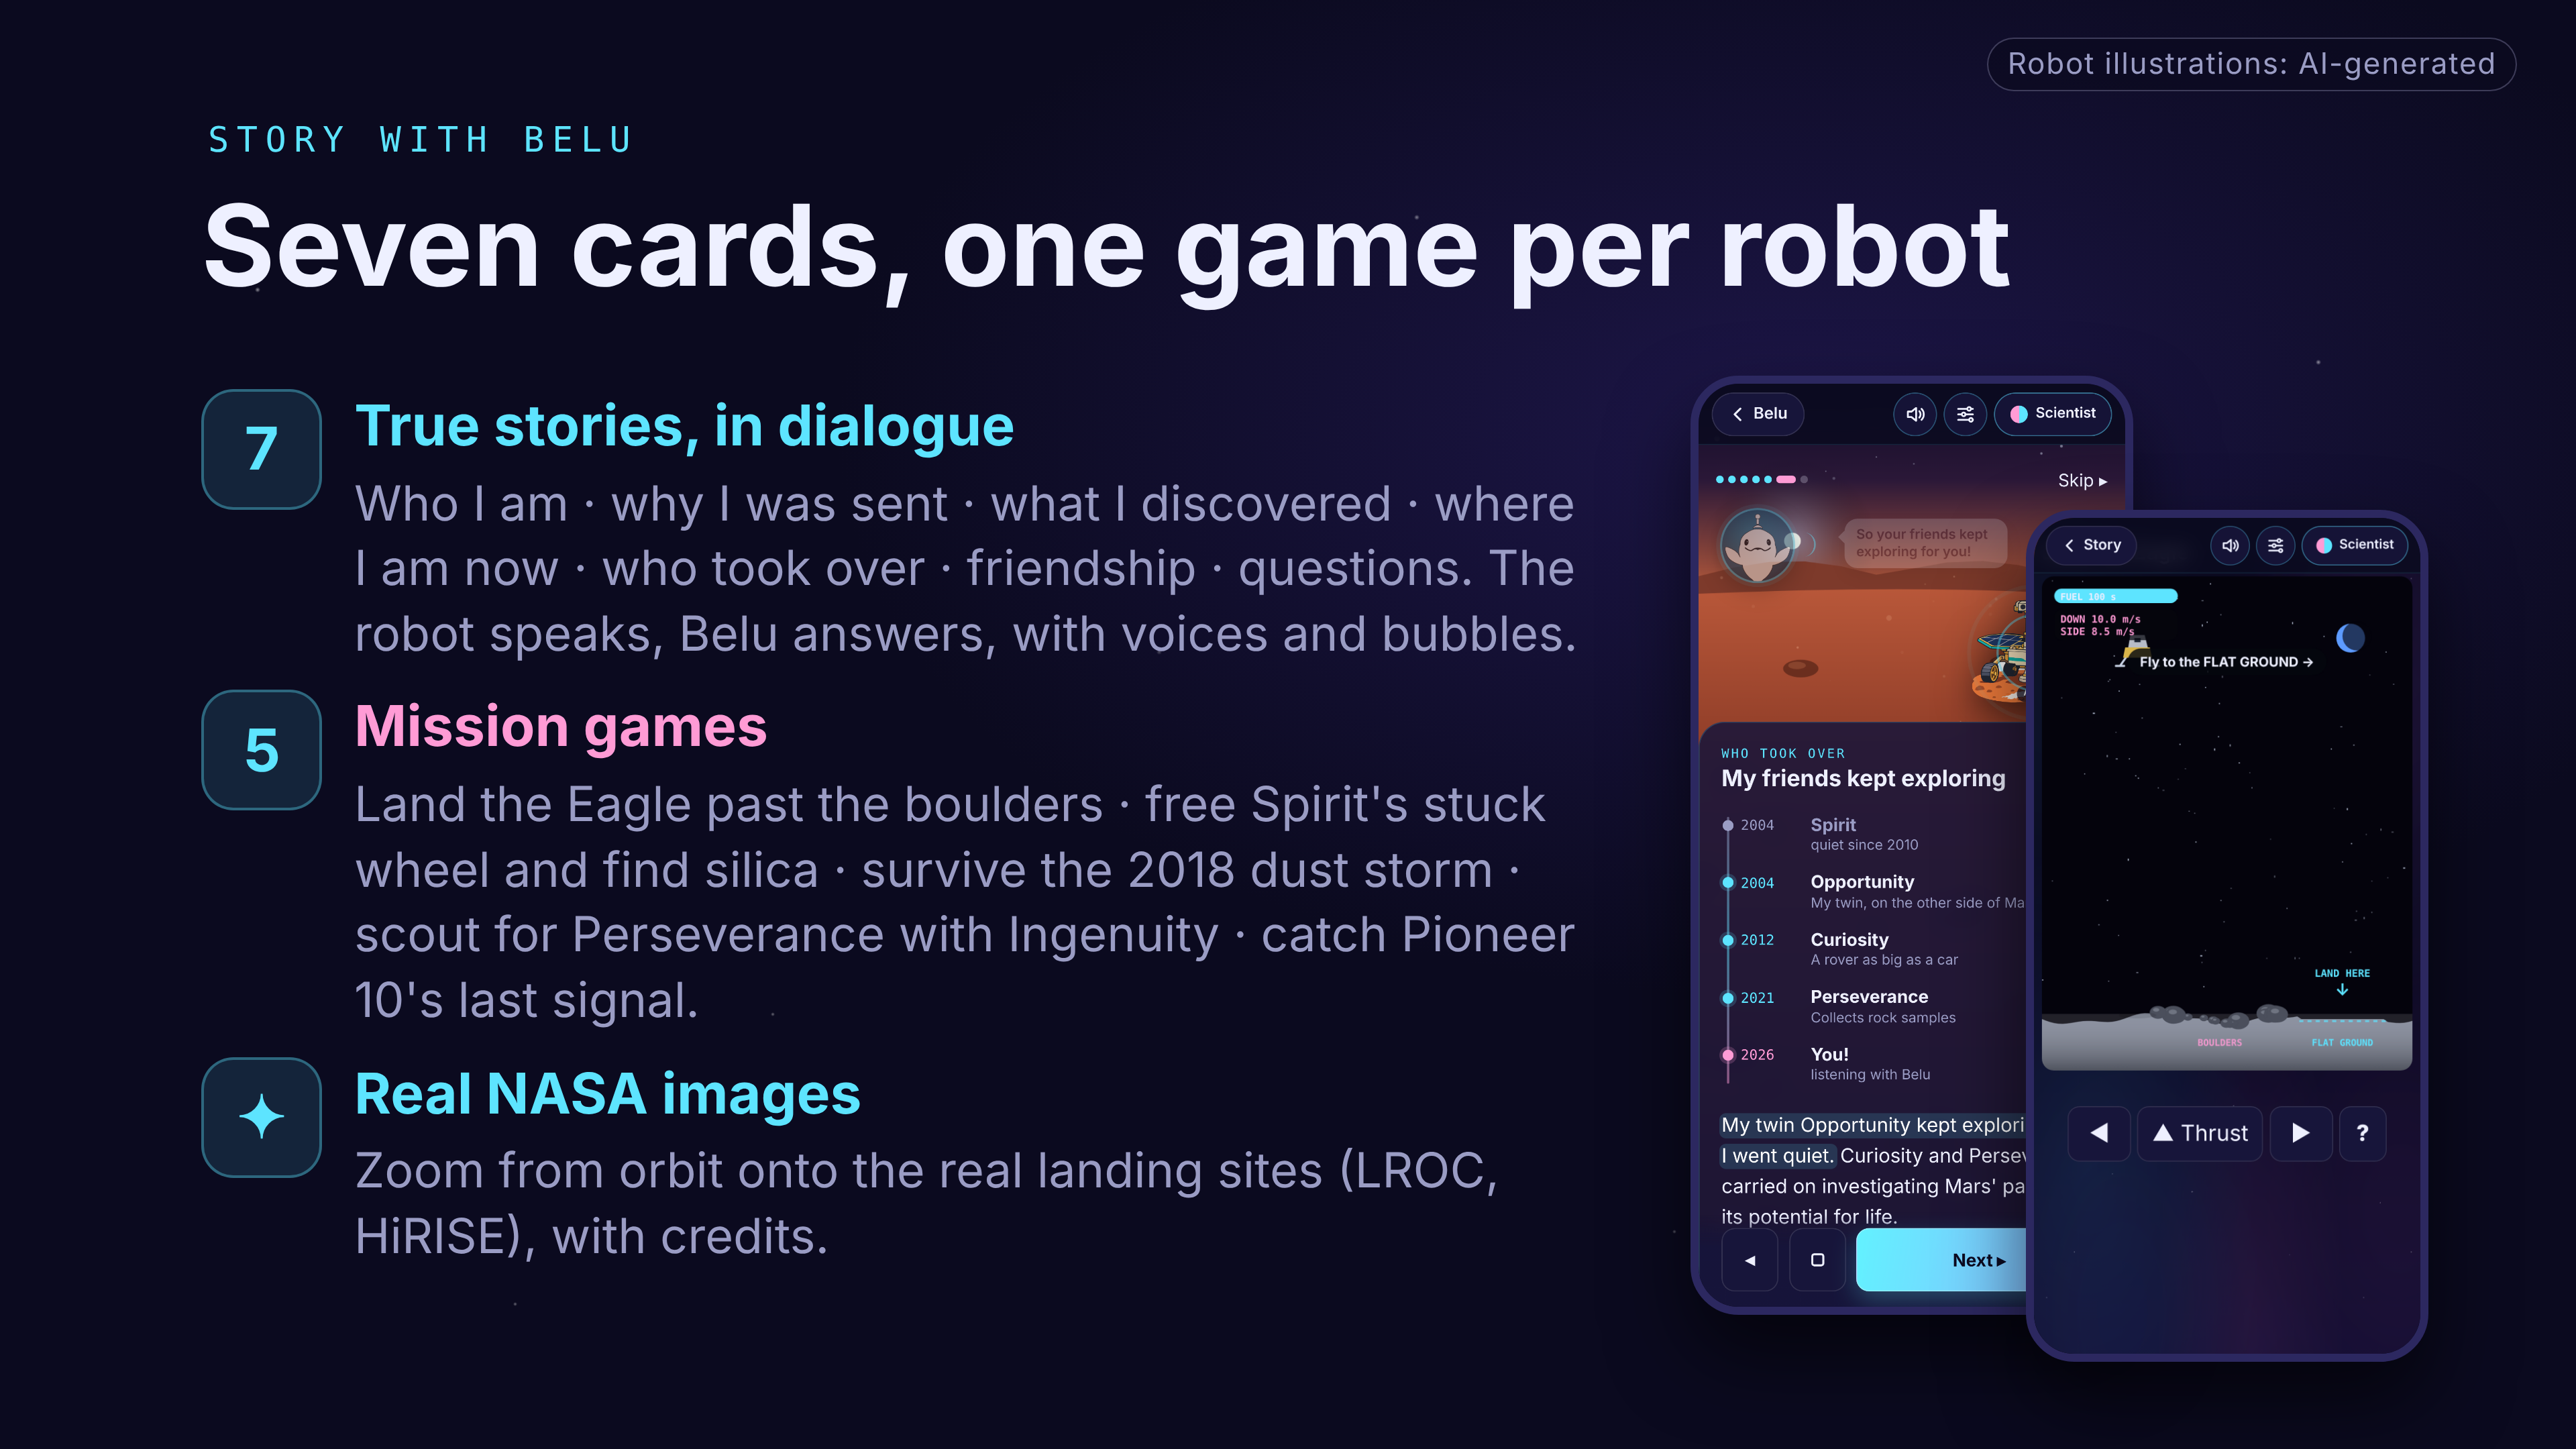 Robot illustrations: AI-generated
STORY WITH BELU
Seven cards, one game per robot
7
True stories, in dialogue
Who I am · why I was sent · what I discovered · where
I am now · who took over · friendship · questions. The
robot speaks, Belu answers, with voices and bubbles.
5
Mission games
Land the Eagle past the boulders · free Spirit's stuck
wheel and find silica · survive the 2018 dust storm ·
scout for Perseverance with Ingenuity · catch Pioneer
10's last signal.
Real NASA images
Zoom from orbit onto the real landing sites (LROC,
HiRISE), with credits.
Belu
Scientist
Skip ▸
So your friends kept
exploring for you!
WHO TOOK OVER
My friends kept exploring
2004 Spirit
quiet since 2010
2004 Opportunity
My twin, on the other side of Ma
2012 Curiosity
A rover as big as a car
2021 Perseverance
Collects rock samples
2026 You!
listening with Belu
My twin Opportunity kept explori
I went quiet. Curiosity and Persev
carried on investigating Mars' pa
its potential for life.
Next ▸
Story
Scientist
FUEL 100 s
DOWN 10.0 m/s
SIDE 8.5 m/s
Fly to the FLAT GROUND →
LAND HERE
↓
BOULDERS
FLAT GROUND
◀ ▲ Thrust ▶ ?